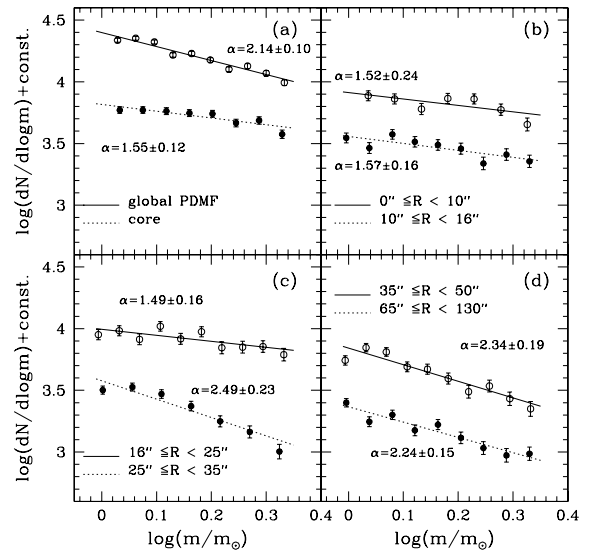 (a)
α=2.14±0.10
α=1.55±0.12
global PDMF
core
4.5
4
3.5
3
log(dN/dlogm)+const.
(b)
α=1.52±0.24
α=1.57±0.16
0″ ≦R < 10″
10″ ≦R < 16″
(c)
α=1.49±0.16
α=2.49±0.23
16″ ≦R < 25″
25″ ≦R < 35″
4.5
4
3.5
3
log(dN/dlogm)+const.
0 0.1 0.2 0.3
log(m/m⊙)
(d)
35″ ≦R < 50″
65″ ≦R < 130″
α=2.34±0.19
α=2.24±0.15
0 0.1 0.2 0.3 0.4
log(m/m⊙)